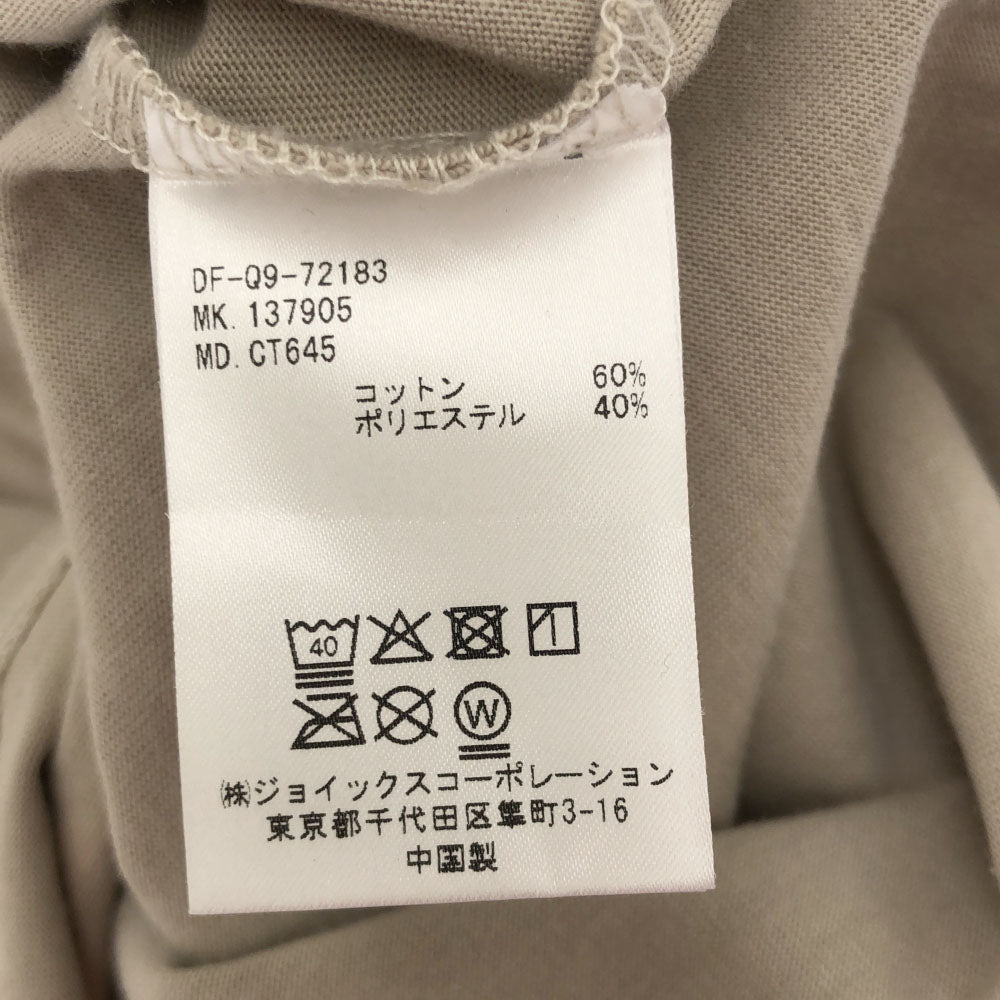 DF-Q9-72183
MK. 137905
MD. CT645
コットン 60%
ポリエステル 40%
40
W
㈱ジョイックスコーポレーション
東京都千代田区隼町3-16
中国製